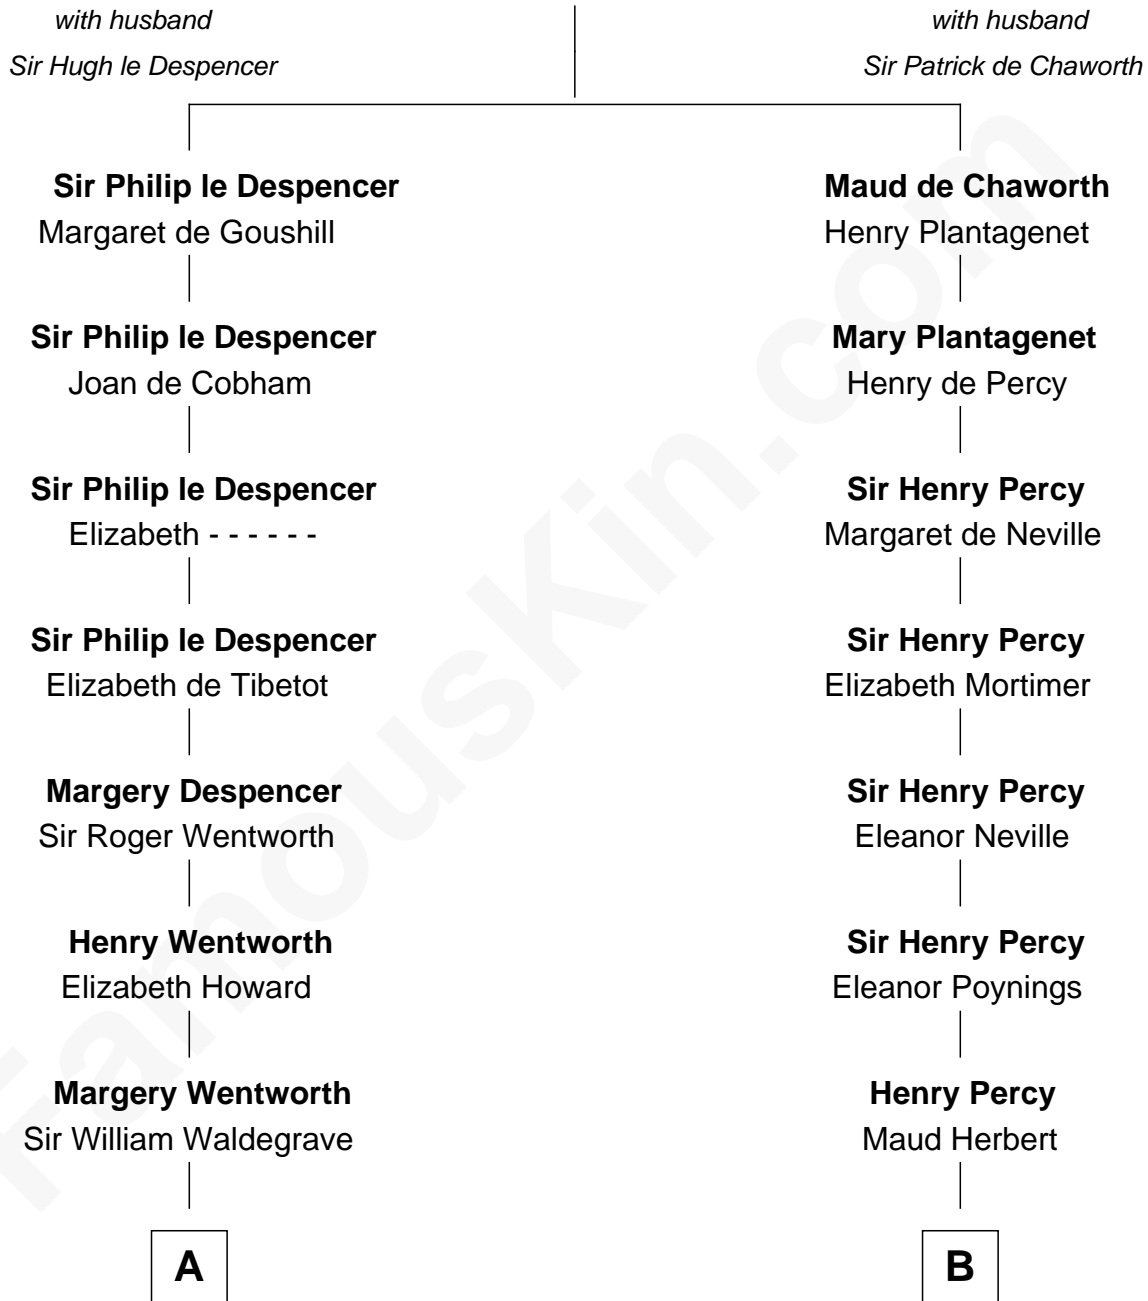 with husband
Sir Hugh le Despencer
with husband
Sir Patrick de Chaworth
Sir Philip le Despencer
Margaret de Goushill
Maud de Chaworth
Henry Plantagenet
Sir Philip le Despencer
Joan de Cobham
Mary Plantagenet
Henry de Percy
Sir Philip le Despencer
Elizabeth - - - - - -
Sir Henry Percy
Margaret de Neville
Sir Philip le Despencer
Elizabeth de Tibetot
Sir Henry Percy
Elizabeth Mortimer
Margery Despencer
Sir Roger Wentworth
Sir Henry Percy
Eleanor Neville
Henry Wentworth
Elizabeth Howard
Sir Henry Percy
Eleanor Poynings
Margery Wentworth
Sir William Waldegrave
Henry Percy
Maud Herbert
A
B
FamousKin.com